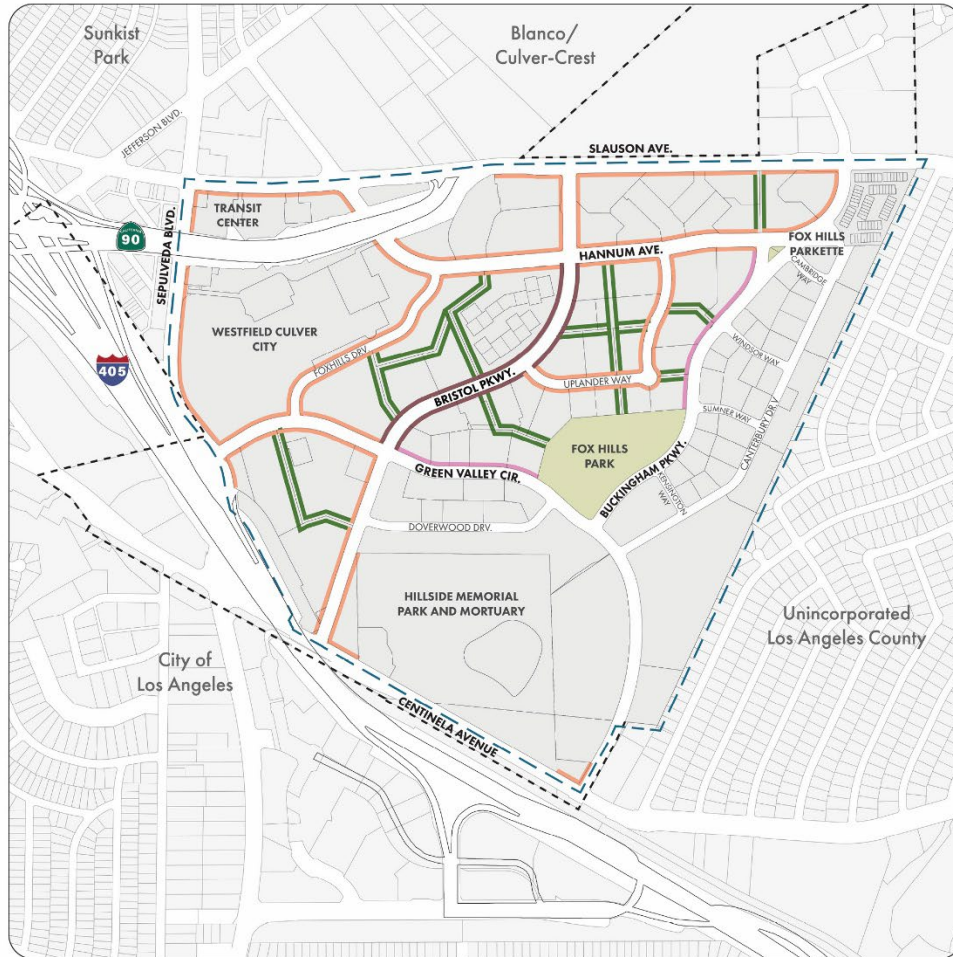 Sunkist
Park
Blanco/
Culver-Crest
JEFFERSON BLVD.
SLAUSON AVE.
TRANSIT
CENTER
SEPULVEDA BLVD.
90
HANNUM AVE.
FOX HILLS
PARKETTE
CAMBRIDGE
WAY
WESTFIELD CULVER
CITY
FOXHILLS DRV
405
WINDSOR WAY
BRISTOL PKWY.
UPLANDER WAY
SUMNER WAY
CANTERBURY DR.V
FOX HILLS
PARK
BUCKINGHAM PKWY.
KENSINGTON
WAY
GREEN VALLEY CIR.
DOVERWOOD DRV.
HILLSIDE MEMORIAL
PARK AND MORTUARY
Unincorporated
Los Angeles County
City of
Los Angeles
CENTINELA AVENUE